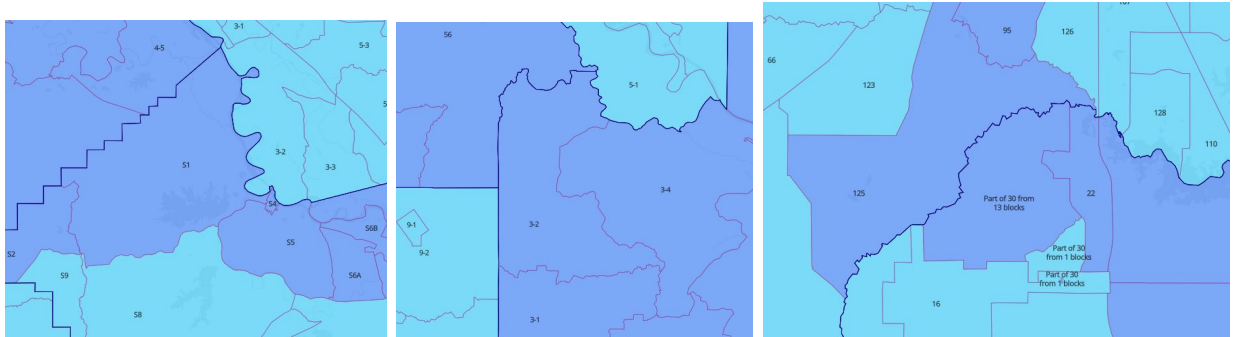 4-5
3-1
5-3
5
S1
3-2
3-3
S4
S6B
S5
S2
S9
S6A
S8
56
5-1
3-4
9-1
3-2
9-2
3-1
95
126
107
66
123
128
110
125
Part of 30 from
13 blocks
22
Part of 30
from 1 blocks
Part of 30
from 1 blocks
16